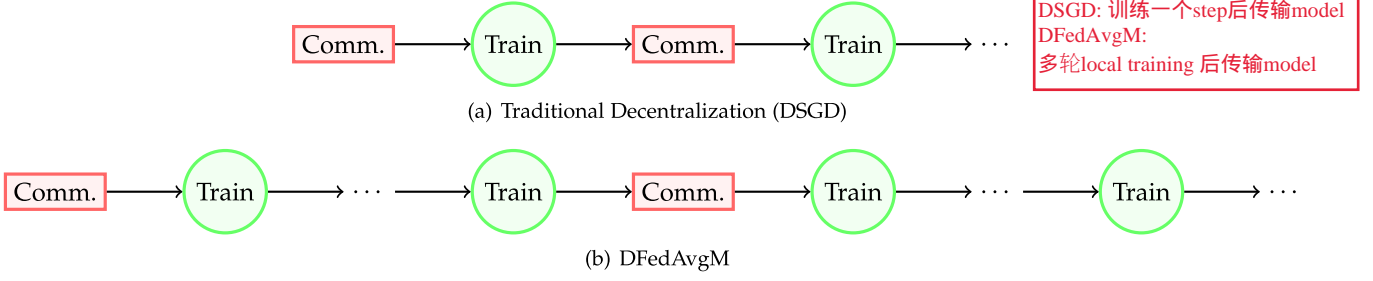 DSGD: 训练一个step后传输model
DFedAvgM:
多轮local training 后传输model
Comm. Train Comm. Train ···
(a) Traditional Decentralization (DSGD)
Comm. Train ··· Train Comm. Train ··· Train ···
(b) DFedAvgM